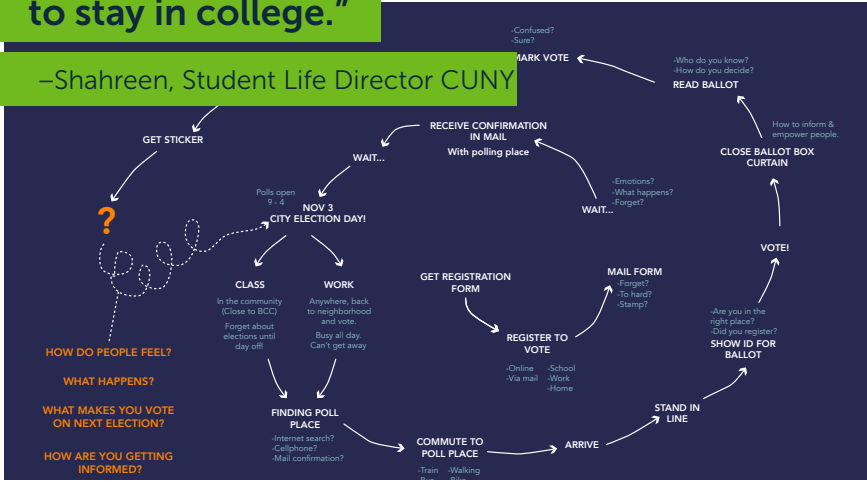 to stay in college."
–Shahreen, Student Life Director CUNY
-Confused?
-Sure?
MARK VOTE
-Who do you know?
-How do you decide?
READ BALLOT
How to inform &
empower people.
CLOSE BALLOT BOX
CURTAIN
VOTE!
-Are you in the
right place?
-Did you register?
SHOW ID FOR
BALLOT
STAND IN
LINE
ARRIVE
COMMUTE TO
POLL PLACE
-Train -Walking
-Bus -Bike
FINDING POLL
PLACE
-Internet search?
-Cellphone?
-Mail confirmation?
CLASS
In the community
(Close to BCC)
Forget about
elections until
day off!
WORK
Anywhere, back
to neighborhood
and vote.
Busy all day.
Can't get away
Polls open
9 - 4
NOV 3
CITY ELECTION DAY!
WAIT...
RECEIVE CONFIRMATION
IN MAIL
With polling place
-Emotions?
-What happens?
-Forget?
WAIT...
MAIL FORM
-Forget?
-To hard?
-Stamp?
GET REGISTRATION
FORM
REGISTER TO
VOTE
-Online -School
-Via mail -Work
-Home
GET STICKER
?
HOW DO PEOPLE FEEL?
WHAT HAPPENS?
WHAT MAKES YOU VOTE
ON NEXT ELECTION?
HOW ARE YOU GETTING
INFORMED?